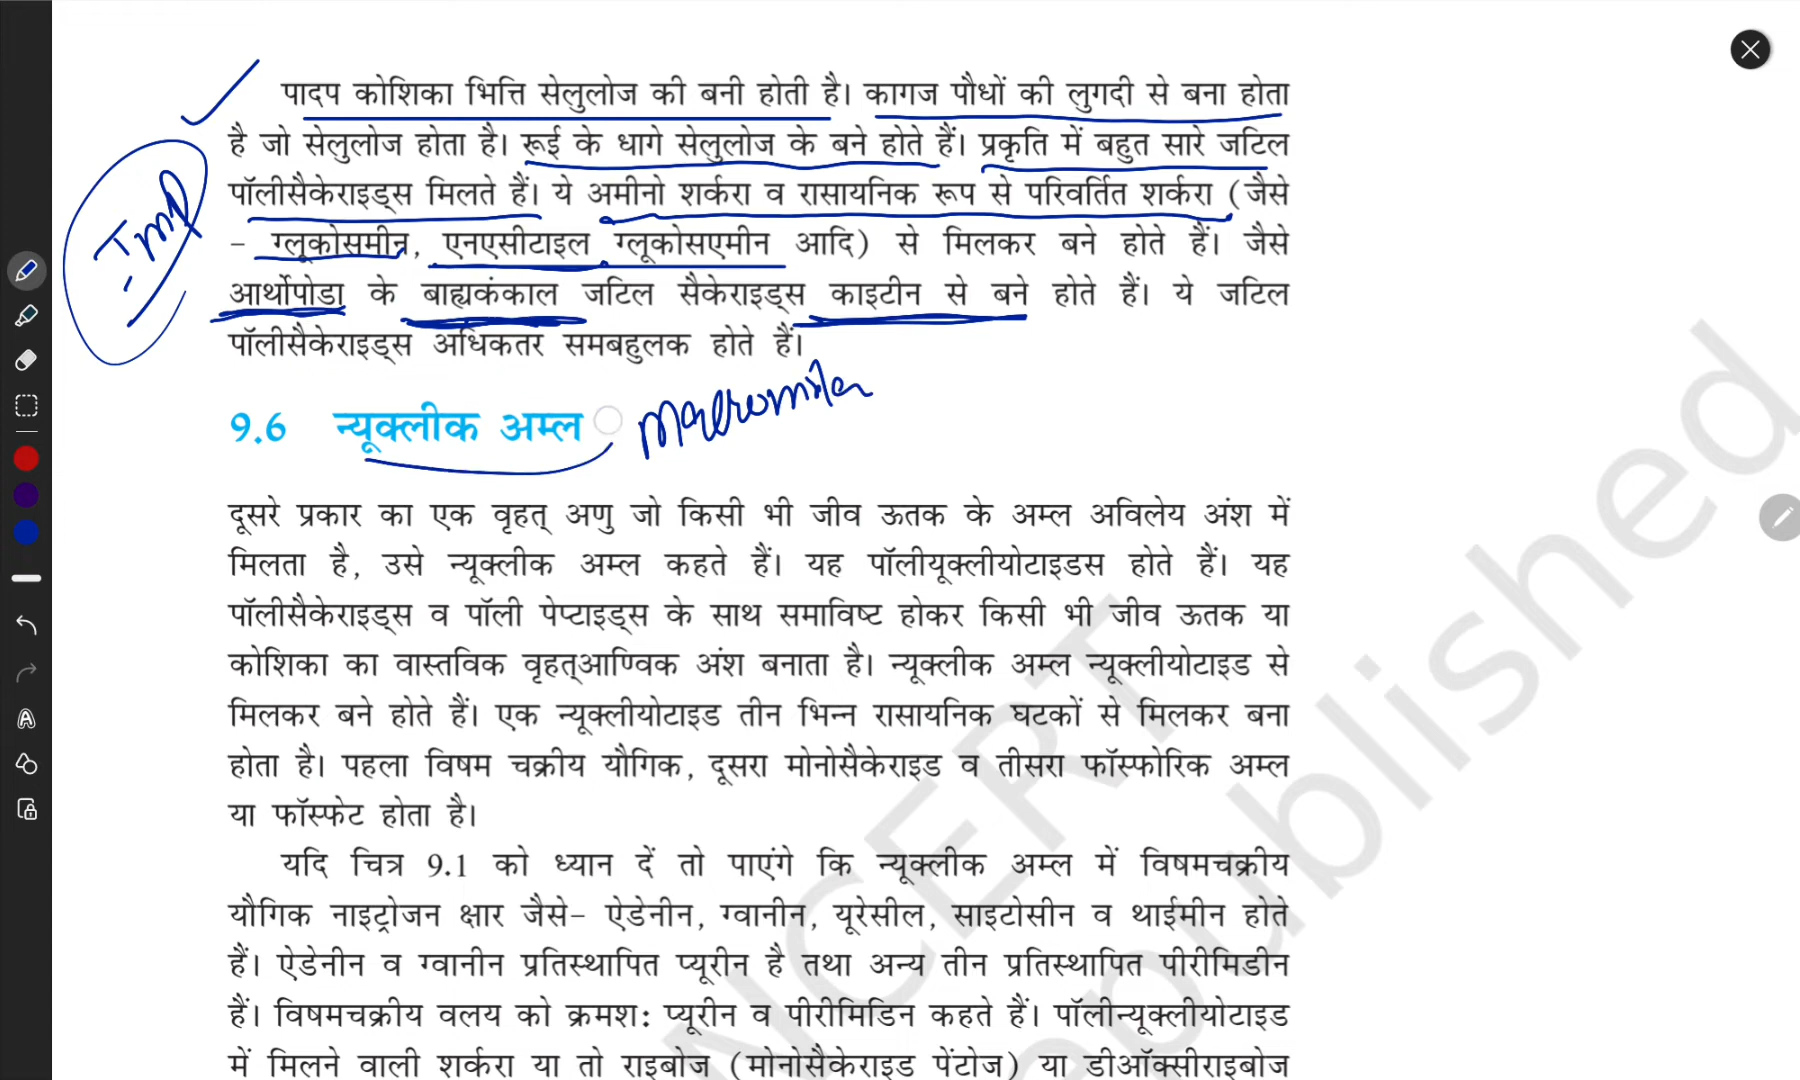 पादप कोशिका भित्ति सेलुलोज की बनी होती है। कागज पौधों की लुगदी से बना होता
है जो सेलुलोज होता है। रूई के धागे सेलुलोज के बने होते हैं। प्रकृति में बहुत सारे जटिल
पॉलीसैकेराइड्स मिलते हैं। ये अमीनो शर्करा व रासायनिक रूप से परिवर्तित शर्करा (जैसे
- ग्लूकोसमीन, एनएसीटाइल ग्लूकोसएमीन आदि) से मिलकर बने होते हैं। जैसे
आर्थोपोडा के बाह्यकंकाल जटिल सैकेराइड्स काइटीन से बने होते हैं। ये जटिल
पॉलीसैकेराइड्स अधिकतर समबहुलक होते हैं।
Imp
9.6 न्यूक्लीक अम्ल
दूसरे प्रकार का एक वृहत् अणु जो किसी भी जीव ऊतक के अम्ल अविलेय अंश में
मिलता है, उसे न्यूक्लीक अम्ल कहते हैं। यह पॉलीयूक्लीयोटाइडस होते हैं। यह
पॉलीसैकेराइड्स व पॉली पेप्टाइड्स के साथ समाविष्ट होकर किसी भी जीव ऊतक या
कोशिका का वास्तविक वृहत्आण्विक अंश बनाता है। न्यूक्लीक अम्ल न्यूक्लीयोटाइड से
मिलकर बने होते हैं। एक न्यूक्लीयोटाइड तीन भिन्न रासायनिक घटकों से मिलकर बना
होता है। पहला विषम चक्रीय यौगिक, दूसरा मोनोसैकेराइड व तीसरा फॉस्फोरिक अम्ल
या फॉस्फेट होता है।
यदि चित्र 9.1 को ध्यान दें तो पाएंगे कि न्यूक्लीक अम्ल में विषमचक्रीय
यौगिक नाइट्रोजन क्षार जैसे- ऐडेनीन, ग्वानीन, यूरेसील, साइटोसीन व थाईमीन होते
हैं। ऐडेनीन व ग्वानीन प्रतिस्थापित प्यूरीन है तथा अन्य तीन प्रतिस्थापित पीरीमिडीन
हैं। विषमचक्रीय वलय को क्रमश: प्यूरीन व पीरीमिडिन कहते हैं। पॉलीन्यूक्लीयोटाइड
में मिलने वाली शर्करा या तो राइबोज (मोनोसैकेराइड पेंटोज) या डीऑक्सीराइबोज
NCERT
republished